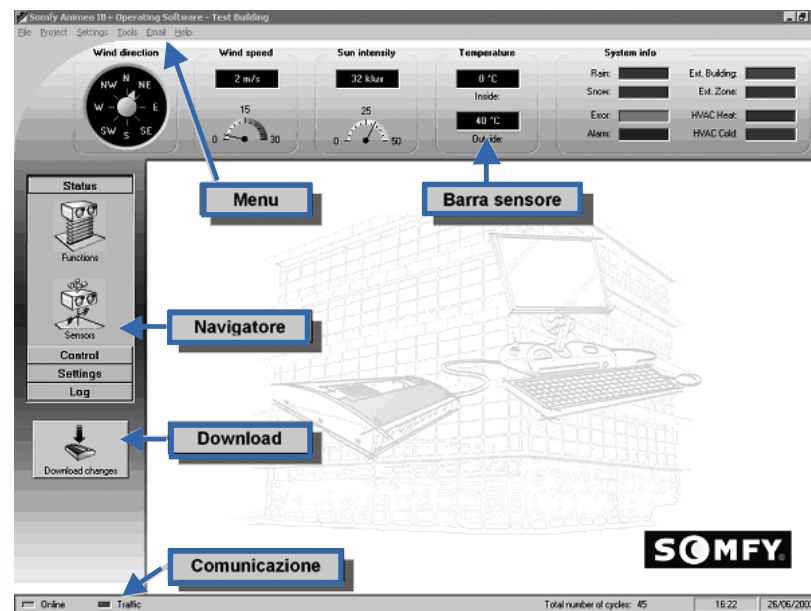 Somfy Animeo IB+ Operating Software - Test Building
File Project Settings Tools Email Help
Wind direction
Wind speed
Sun intensity
Temperature
System info
N
NE
E
SE
S
SW
W
NW
2 m/s
0
15
30
32 klux
0
25
50
0 °C
Inside:
40 °C
Outside:
Rain:
Snow:
Error:
Alarm:
Ext. Building:
Ext. Zone:
HVAC Heat:
HVAC Cold:
Menu
Barra sensore
Status
Functions
Sensors
Control
Settings
Log
Navigatore
Download changes
Download
Comunicazione
SOMFY.
Online
Traffic
Total number of cycles: 45
16:22